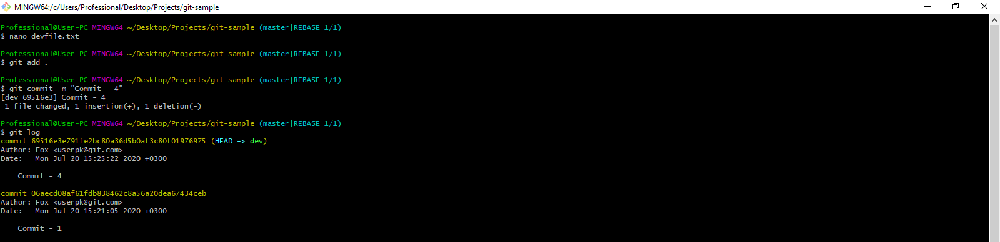 MINGW64:/c/Users/Professional/Desktop/Projects/git-sample
Professional@User-PC MINGW64 ~/Desktop/Projects/git-sample (master|REBASE 1/1)
$ nano devfile.txt
Professional@User-PC MINGW64 ~/Desktop/Projects/git-sample (master|REBASE 1/1)
$ git add .
Professional@User-PC MINGW64 ~/Desktop/Projects/git-sample (master|REBASE 1/1)
$ git commit -m "Commit - 4"
[dev 69516e3] Commit - 4
1 file changed, 1 insertion(+), 1 deletion(-)
Professional@User-PC MINGW64 ~/Desktop/Projects/git-sample (master|REBASE 1/1)
$ git log
commit 69516e3e791fe2bc80a36d5b0af3c80f01976975 (HEAD -> dev)
Author: Fox <userpk@git.com>
Date:   Mon Jul 20 15:25:22 2020 +0300
Commit - 4
commit 06aecd08af61fdb838462c8a56a20dea67434ceb
Author: Fox <userpk@git.com>
Date:   Mon Jul 20 15:21:05 2020 +0300
Commit - 1